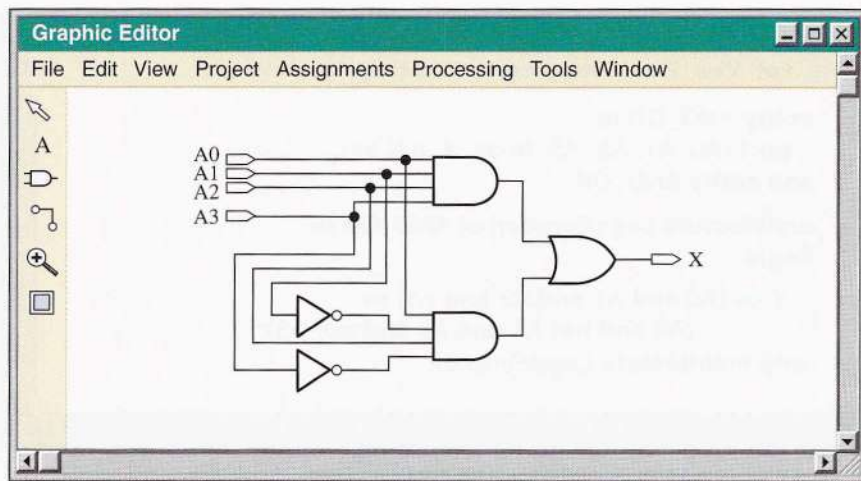 Graphic Editor
File Edit View Project Assignments Processing Tools Window
A
A0
A1
A2
A3
X